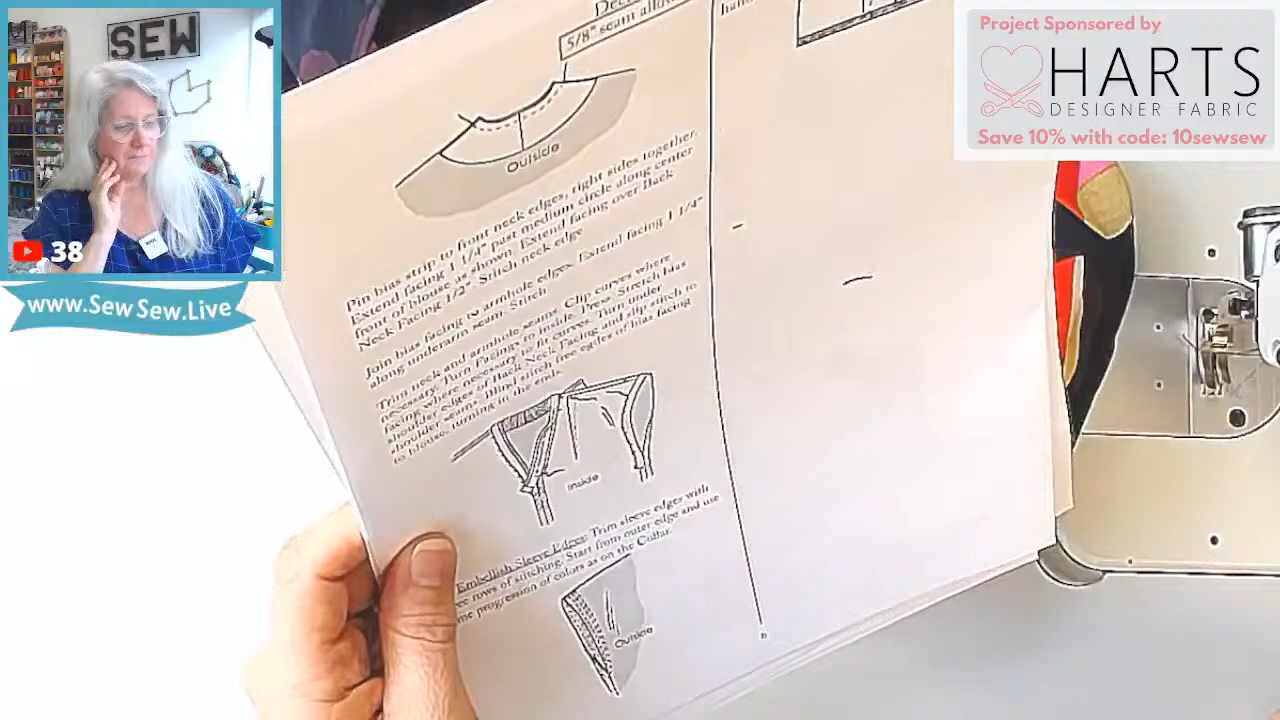 SEW
38
www.SewSew.Live
Project Sponsored by
HARTS
DESIGNER FABRIC
Save 10% with code: 10sewsew
5/8" seam allow
Outside
Pin bias strip to front neck edges, right sides together.
Extend facing 1 1/4" past medium circle along center
front of blouse as shown. Extend facing over Back
Neck Facing 1/2". Stitch neck edge
Join bias facing to armhole edges. Extend facing 1 1/4"
along underarm seam. Stitch
Trim neck and armhole seams. Clip curves where
necessary. Turn Facings to inside. Press. Stretch bias
facing where necessary to fit curves. Turn under
shoulder edges of Back Neck Facing and slip stitch to
shoulder seams. Blind stitch free edges of bias facing
to blouse, turning in the ends.
Inside
Embellish Sleeve Edges: Trim sleeve edges with
ee rows of stitching. Start from outer edge and use
me progression of colors as on the Collar.
Outside